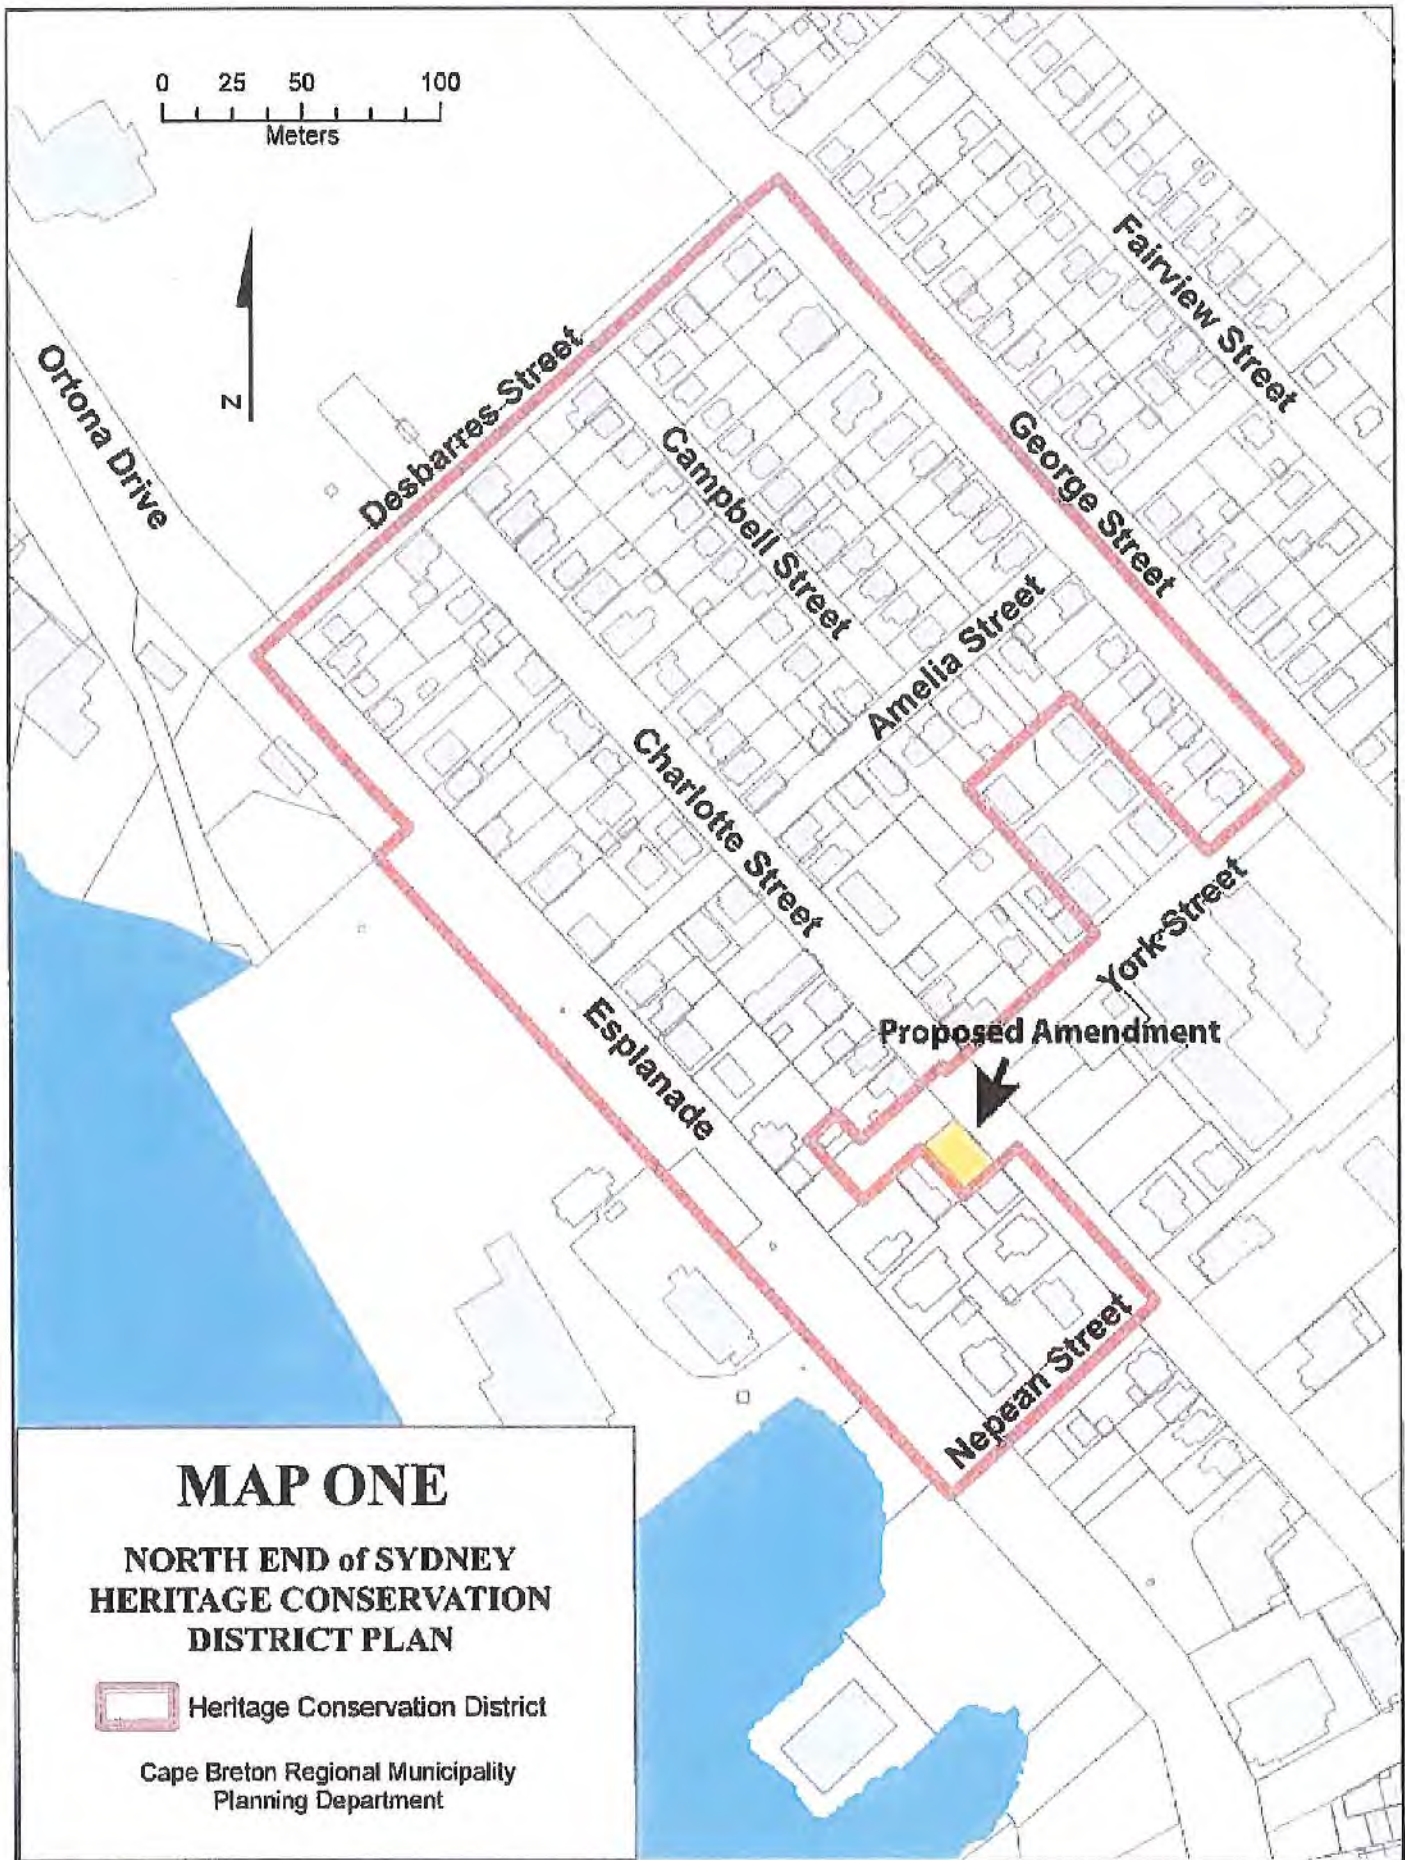 0 25 50 100
Meters
N
Ortona Drive
Desbarres Street
Fairview Street
George Street
Campbell Street
Amelia Street
Charlotte Street
York Street
Proposed Amendment
Esplanade
Nepean Street
MAP ONE
NORTH END of SYDNEY
HERITAGE CONSERVATION
DISTRICT PLAN
Heritage Conservation District
Cape Breton Regional Municipality
Planning Department